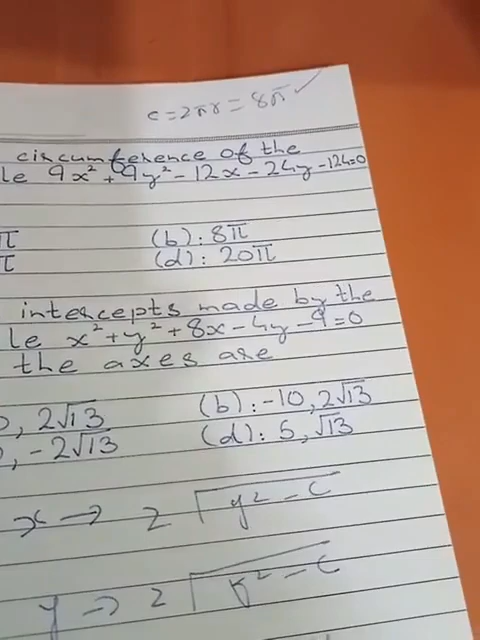 c = 2πr = 8π
circumference of the
le 9x² + 9y² - 12x - 24y - 124=0
π (b): 8π
π (d): 20π
intercepts made by the
le x² + y² + 8x - 4y - 9 = 0
the axes are
0, 2√13 (b): -10, 2√13
, -2√13 (d): 5, √13
x → 2 √g² - c
y → 2 √f² - c